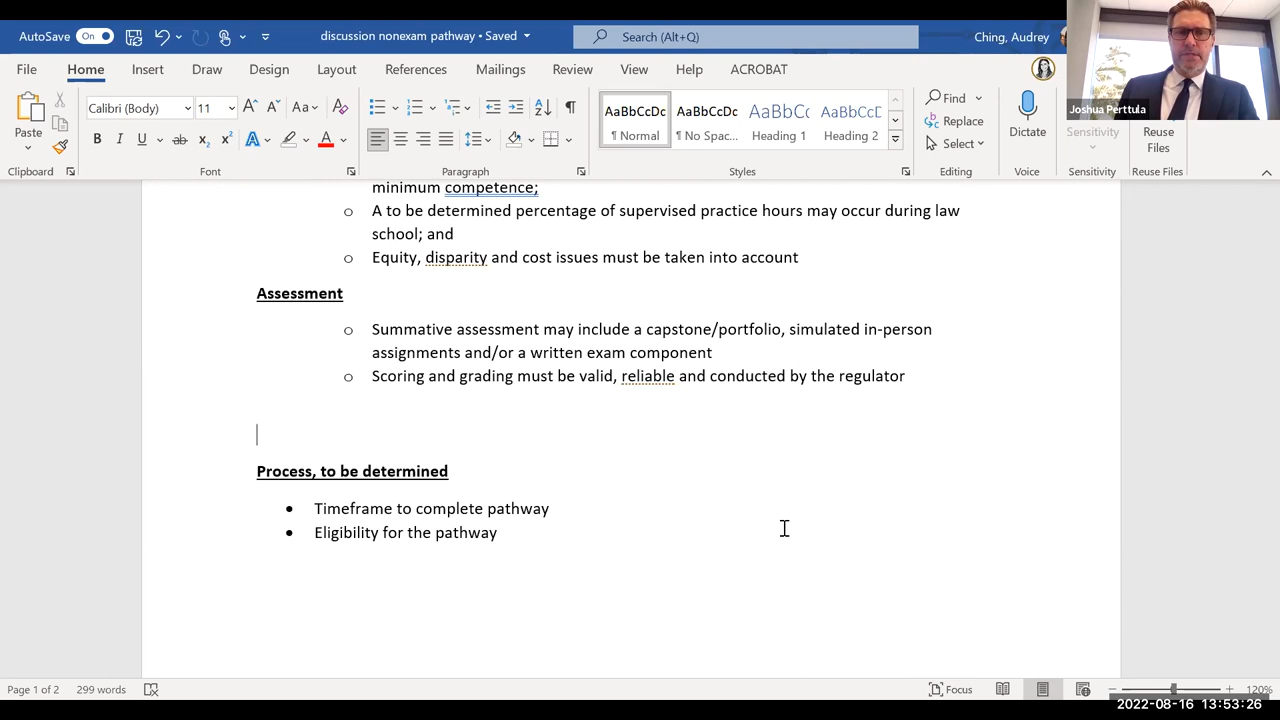 AutoSave On discussion nonexam pathway • Saved Search (Alt+Q) Ching, Audrey
File Home Insert Draw Design Layout References Mailings Review View Help ACROBAT
Joshua Perttula
Paste Calibri (Body) 11 Aa AaBbCcDc AaBbCcDc AaBbCc AaBbCcD Find Replace Select Dictate Sensitivity Reuse Files
¶ Normal ¶ No Spac... Heading 1 Heading 2
Clipboard Font Paragraph Styles Editing Voice Sensitivity Reuse Files
minimum competence;
o A to be determined percentage of supervised practice hours may occur during law
school; and
o Equity, disparity and cost issues must be taken into account
Assessment
o Summative assessment may include a capstone/portfolio, simulated in-person
assignments and/or a written exam component
o Scoring and grading must be valid, reliable and conducted by the regulator
Process, to be determined
• Timeframe to complete pathway
• Eligibility for the pathway
Page 1 of 2 299 words Focus 120%
2022-08-16 13:53:26